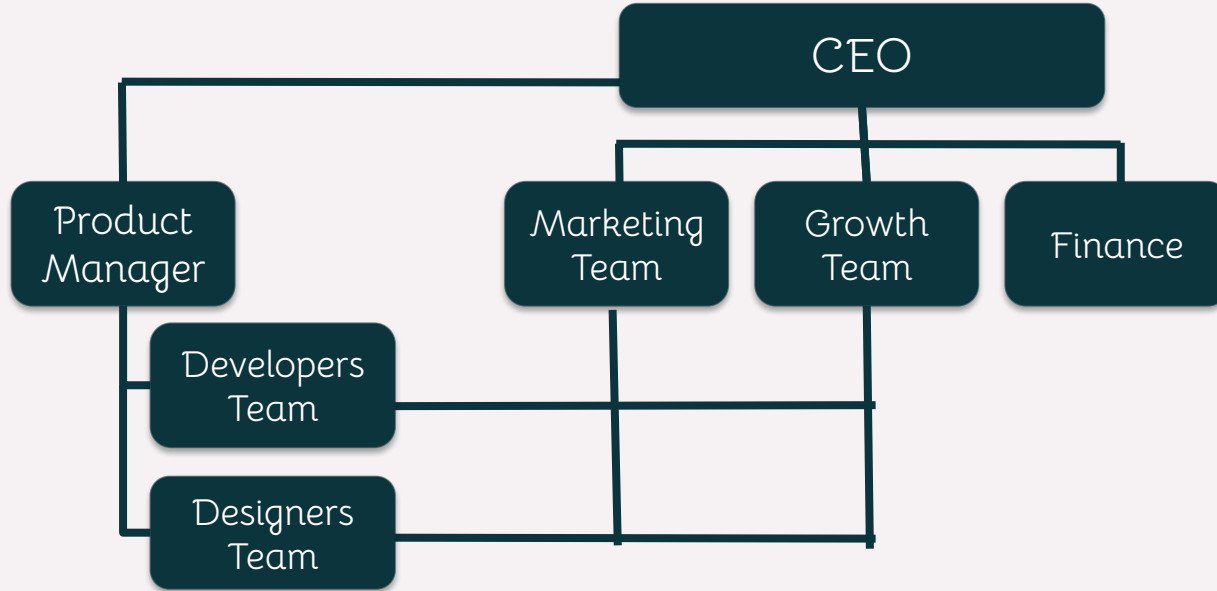 CEO
Product
Manager
Marketing
Team
Growth
Team
Finance
Developers
Team
Designers
Team